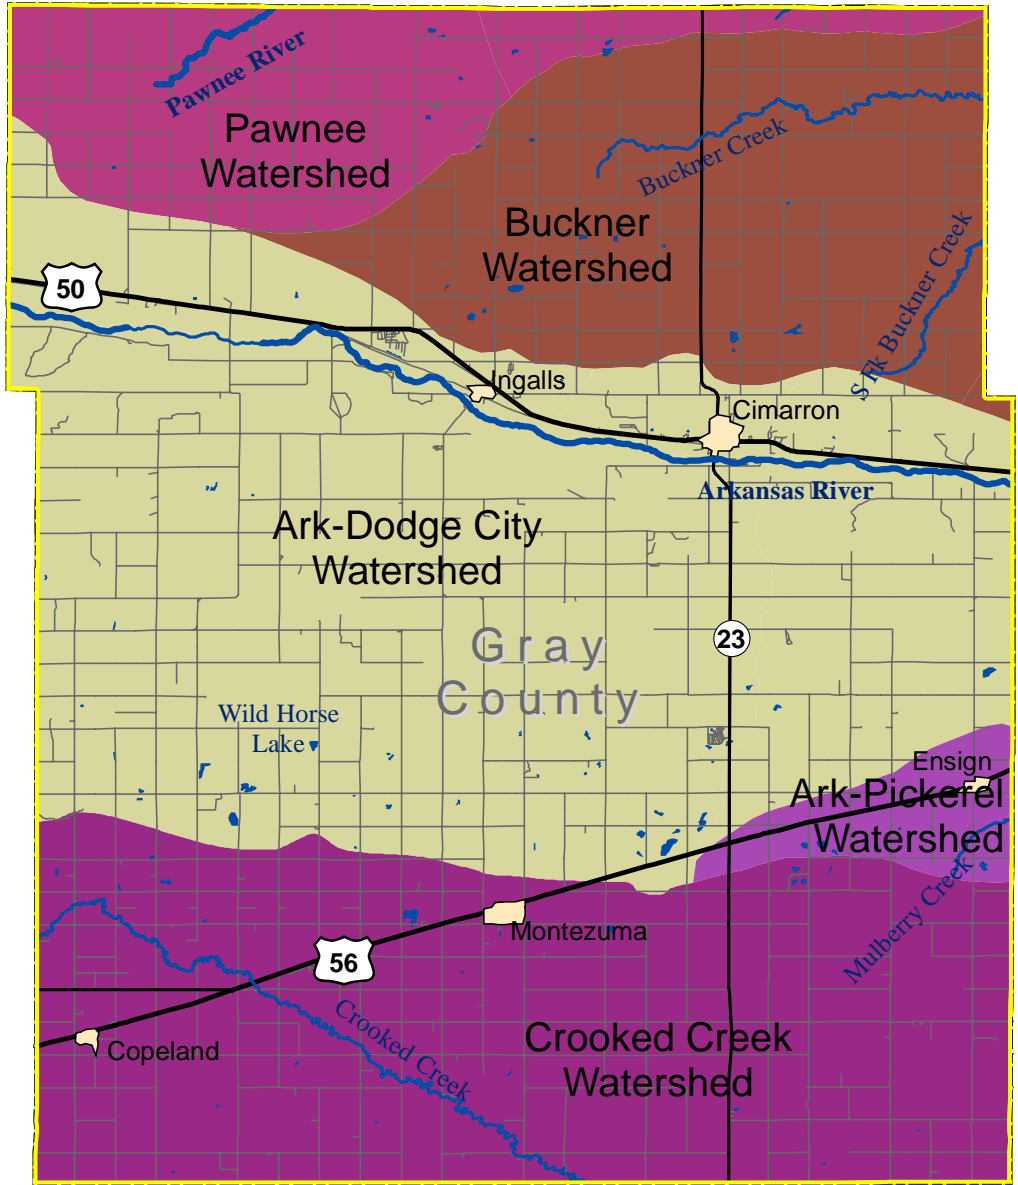 Pawnee River
Pawnee
Watershed
Buckner Creek
Buckner
Watershed
S Fk Buckner Creek
50
Ingalls
Cimarron
Arkansas River
Ark-Dodge City
Watershed
Gray
County
23
Wild Horse
Lake
Ensign
Ark-Pickerel
Watershed
Mulberry Creek
Montezuma
56
Crooked Creek
Copeland
Crooked Creek
Watershed